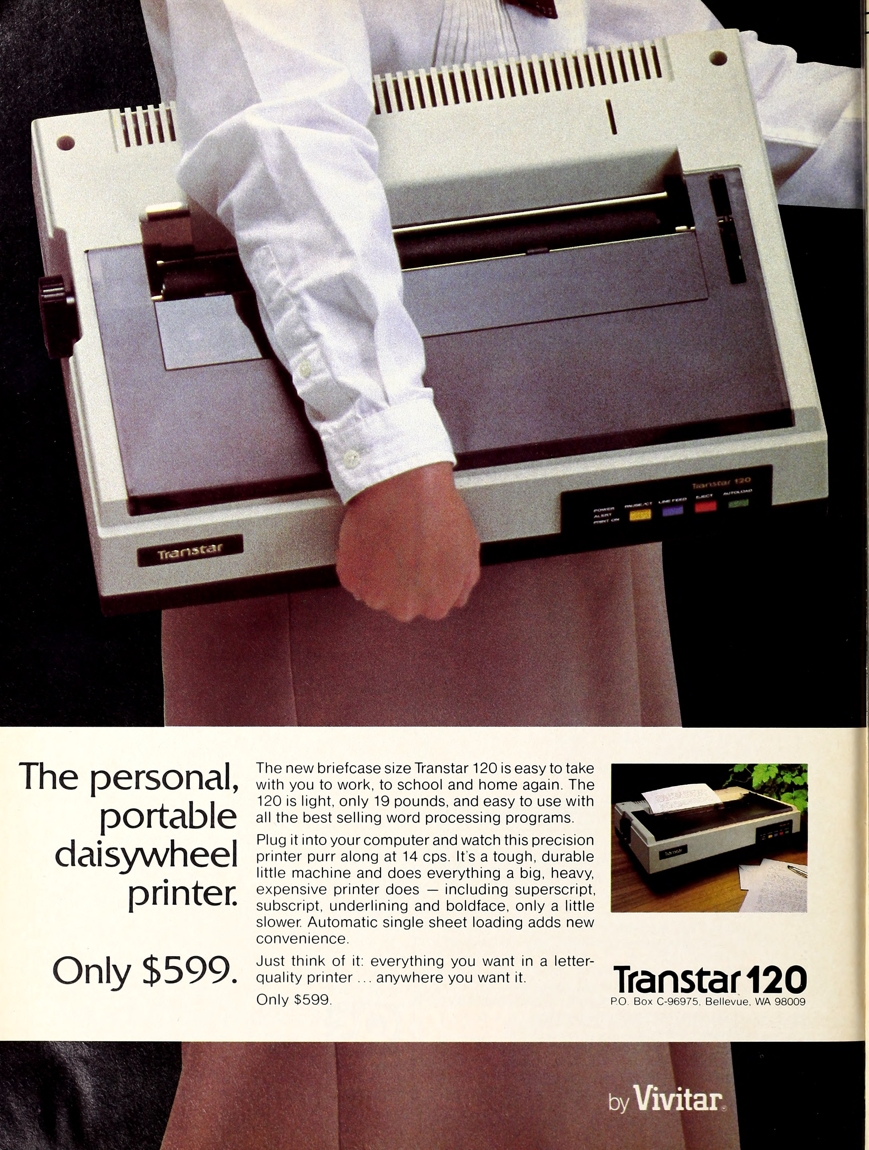 Transtar 120
POWER
ALERT
PRINT ON
PAUSE/CT LINE FEED EJECT AUTOLOAD
Transtar
The personal,
portable
daisywheel
printer.
Only $599.
The new briefcase size Transtar 120 is easy to take
with you to work, to school and home again. The
120 is light, only 19 pounds, and easy to use with
all the best selling word processing programs.
Plug it into your computer and watch this precision
printer purr along at 14 cps. It's a tough, durable
little machine and does everything a big, heavy,
expensive printer does — including superscript,
subscript, underlining and boldface, only a little
slower. Automatic single sheet loading adds new
convenience.
Just think of it: everything you want in a letter-
quality printer ... anywhere you want it.
Only $599.
Transtar 120
P.O. Box C-96975, Bellevue, WA 98009
by Vivitar®